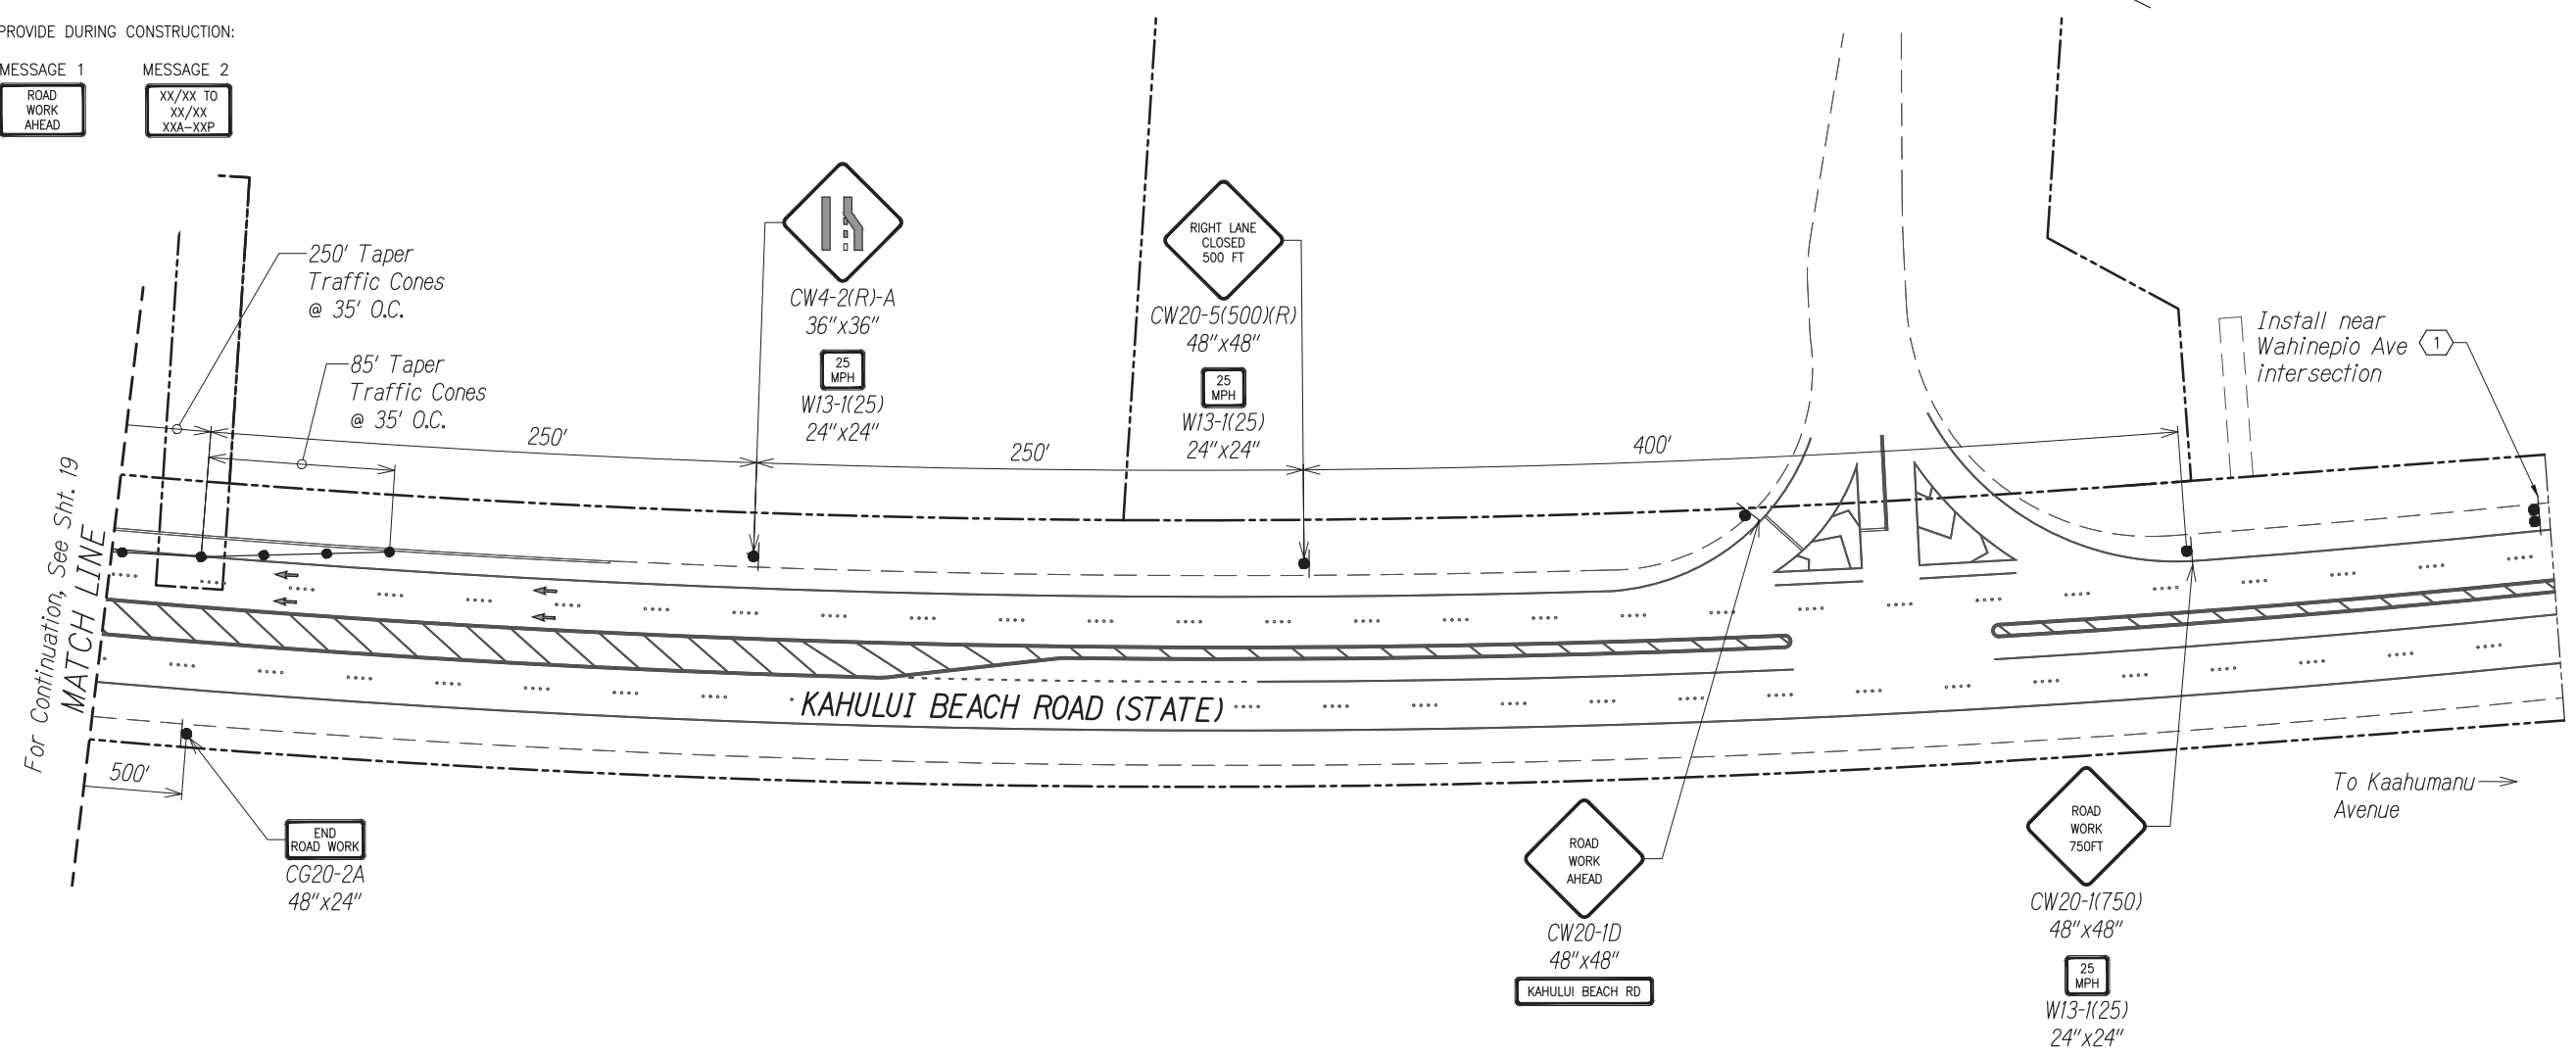 PROVIDE DURING CONSTRUCTION:
MESSAGE 1
ROAD
WORK
AHEAD
MESSAGE 2
XX/XX TO
XX/XX
XXA-XXP
250' Taper
Traffic Cones
@ 35' O.C.
85' Taper
Traffic Cones
@ 35' O.C.
CW4-2(R)-A
36"x36"
25
MPH
W13-1(25)
24"x24"
RIGHT LANE
CLOSED
500 FT
CW20-5(500)(R)
48"x48"
25
MPH
W13-1(25)
24"x24"
Install near
Wahinepio Ave
intersection
1
250'
250'
400'
For Continuation, See Sht. 19
MATCH LINE
KAHULUI BEACH ROAD (STATE)
500'
END
ROAD WORK
CG20-2A
48"x24"
ROAD
WORK
AHEAD
CW20-1D
48"x48"
KAHULUI BEACH RD
ROAD
WORK
750FT
CW20-1(750)
48"x48"
25
MPH
W13-1(25)
24"x24"
To Kaahumanu
Avenue